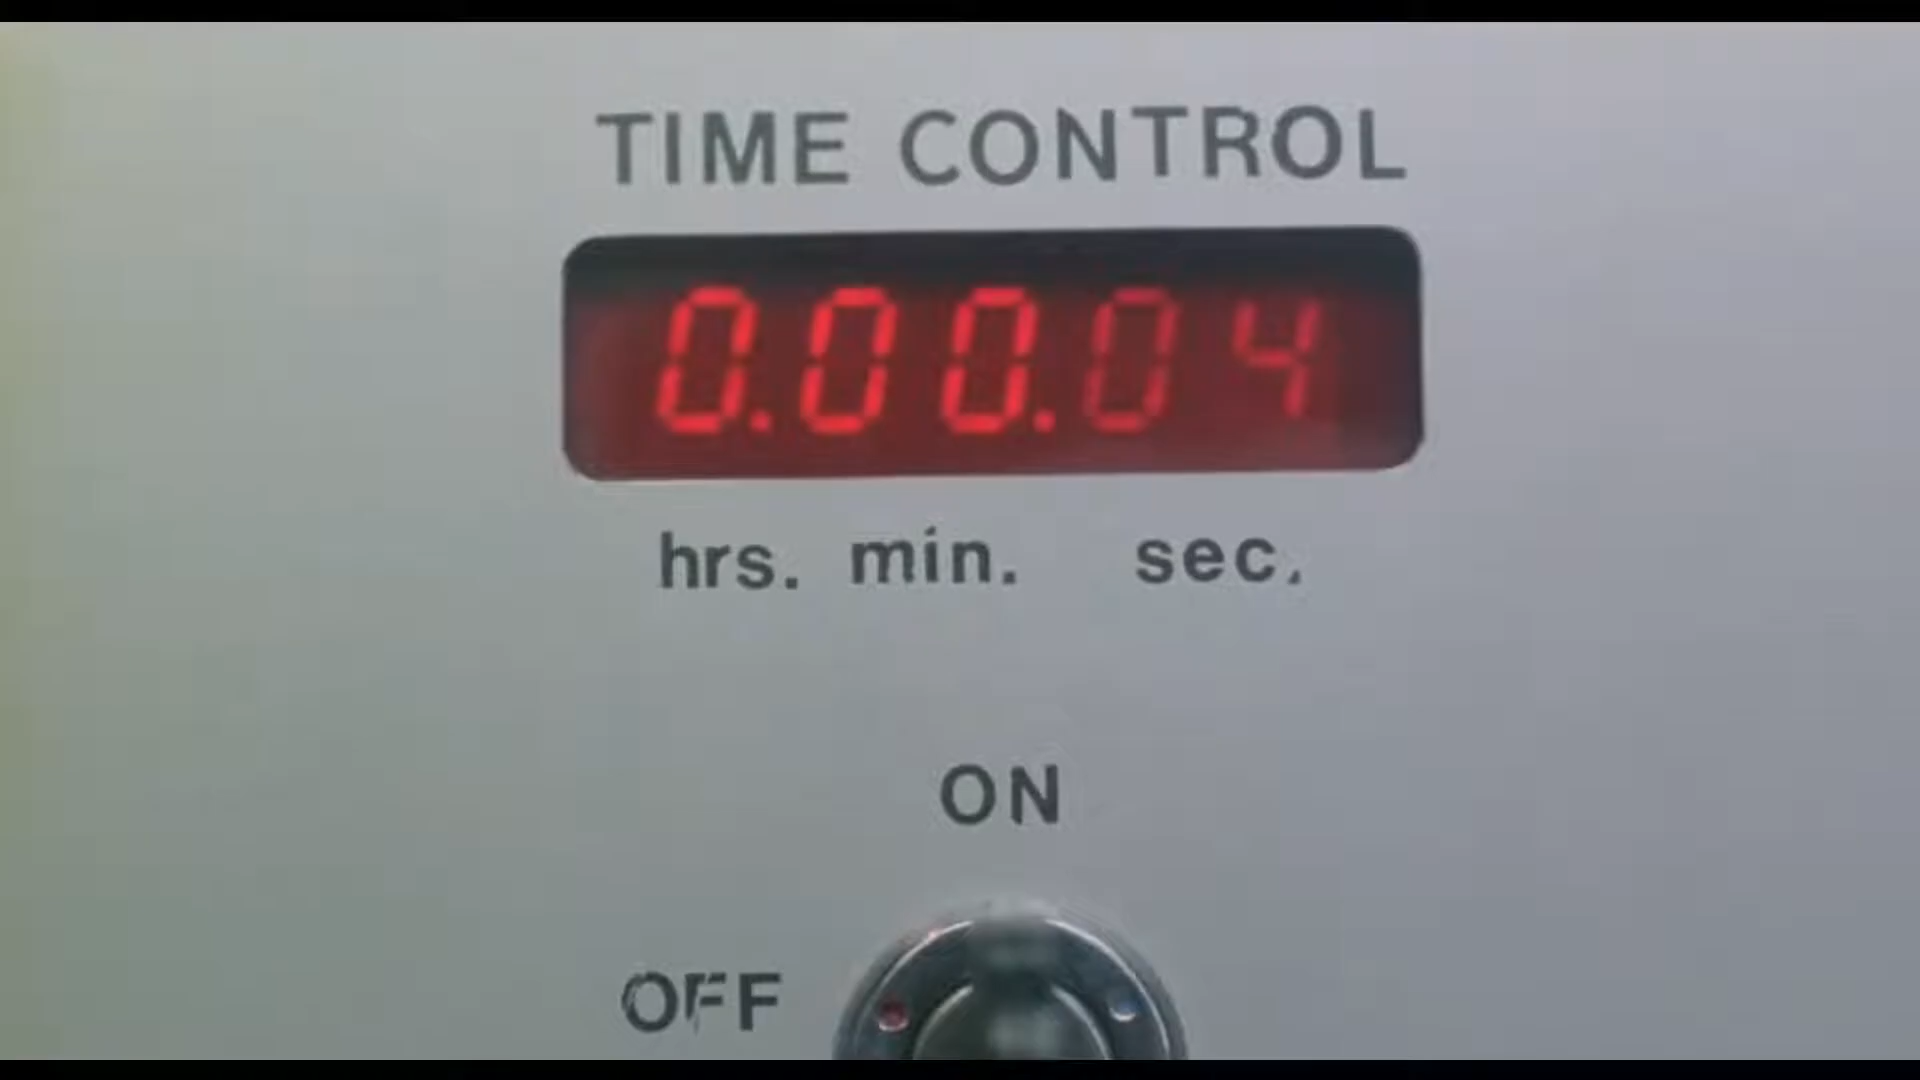 TIME CONTROL
0.00.04
hrs. min. sec.
ON
OFF